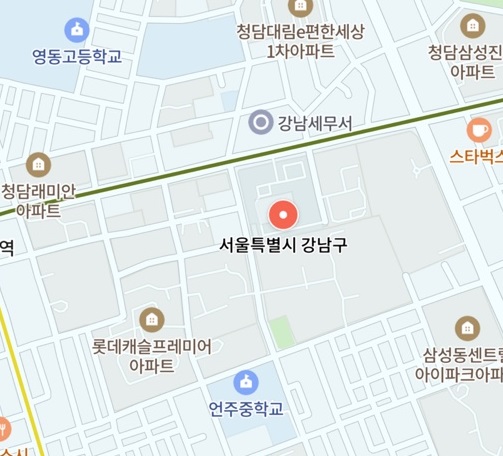 청담대림e편한세상
1차아파트
영동고등학교
청담삼성진
아파트
강남세무서
스타벅스
청담래미안
아파트
역
서울특별시 강남구
롯데캐슬프레미어
아파트
삼성동센트럴
아이파크아파
언주중학교
스시